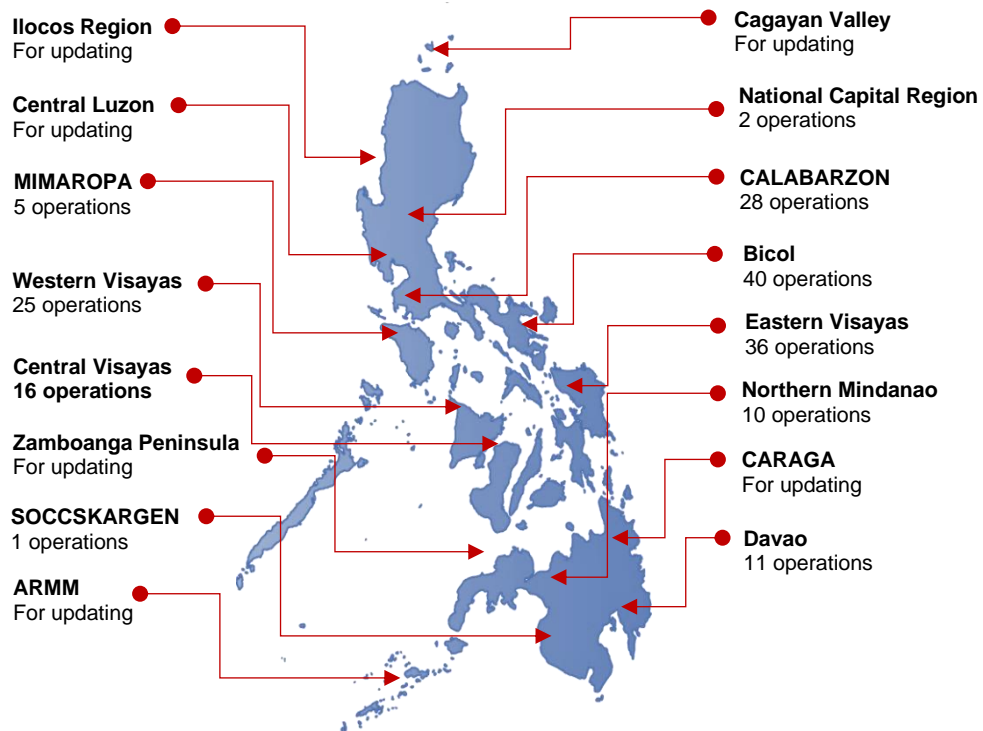 Ilocos Region
For updating
Central Luzon
For updating
MIMAROPA
5 operations
Western Visayas
25 operations
Central Visayas
16 operations
Zamboanga Peninsula
For updating
SOCCSKARGEN
1 operations
ARMM
For updating
Cagayan Valley
For updating
National Capital Region
2 operations
CALABARZON
28 operations
Bicol
40 operations
Eastern Visayas
36 operations
Northern Mindanao
10 operations
CARAGA
For updating
Davao
11 operations